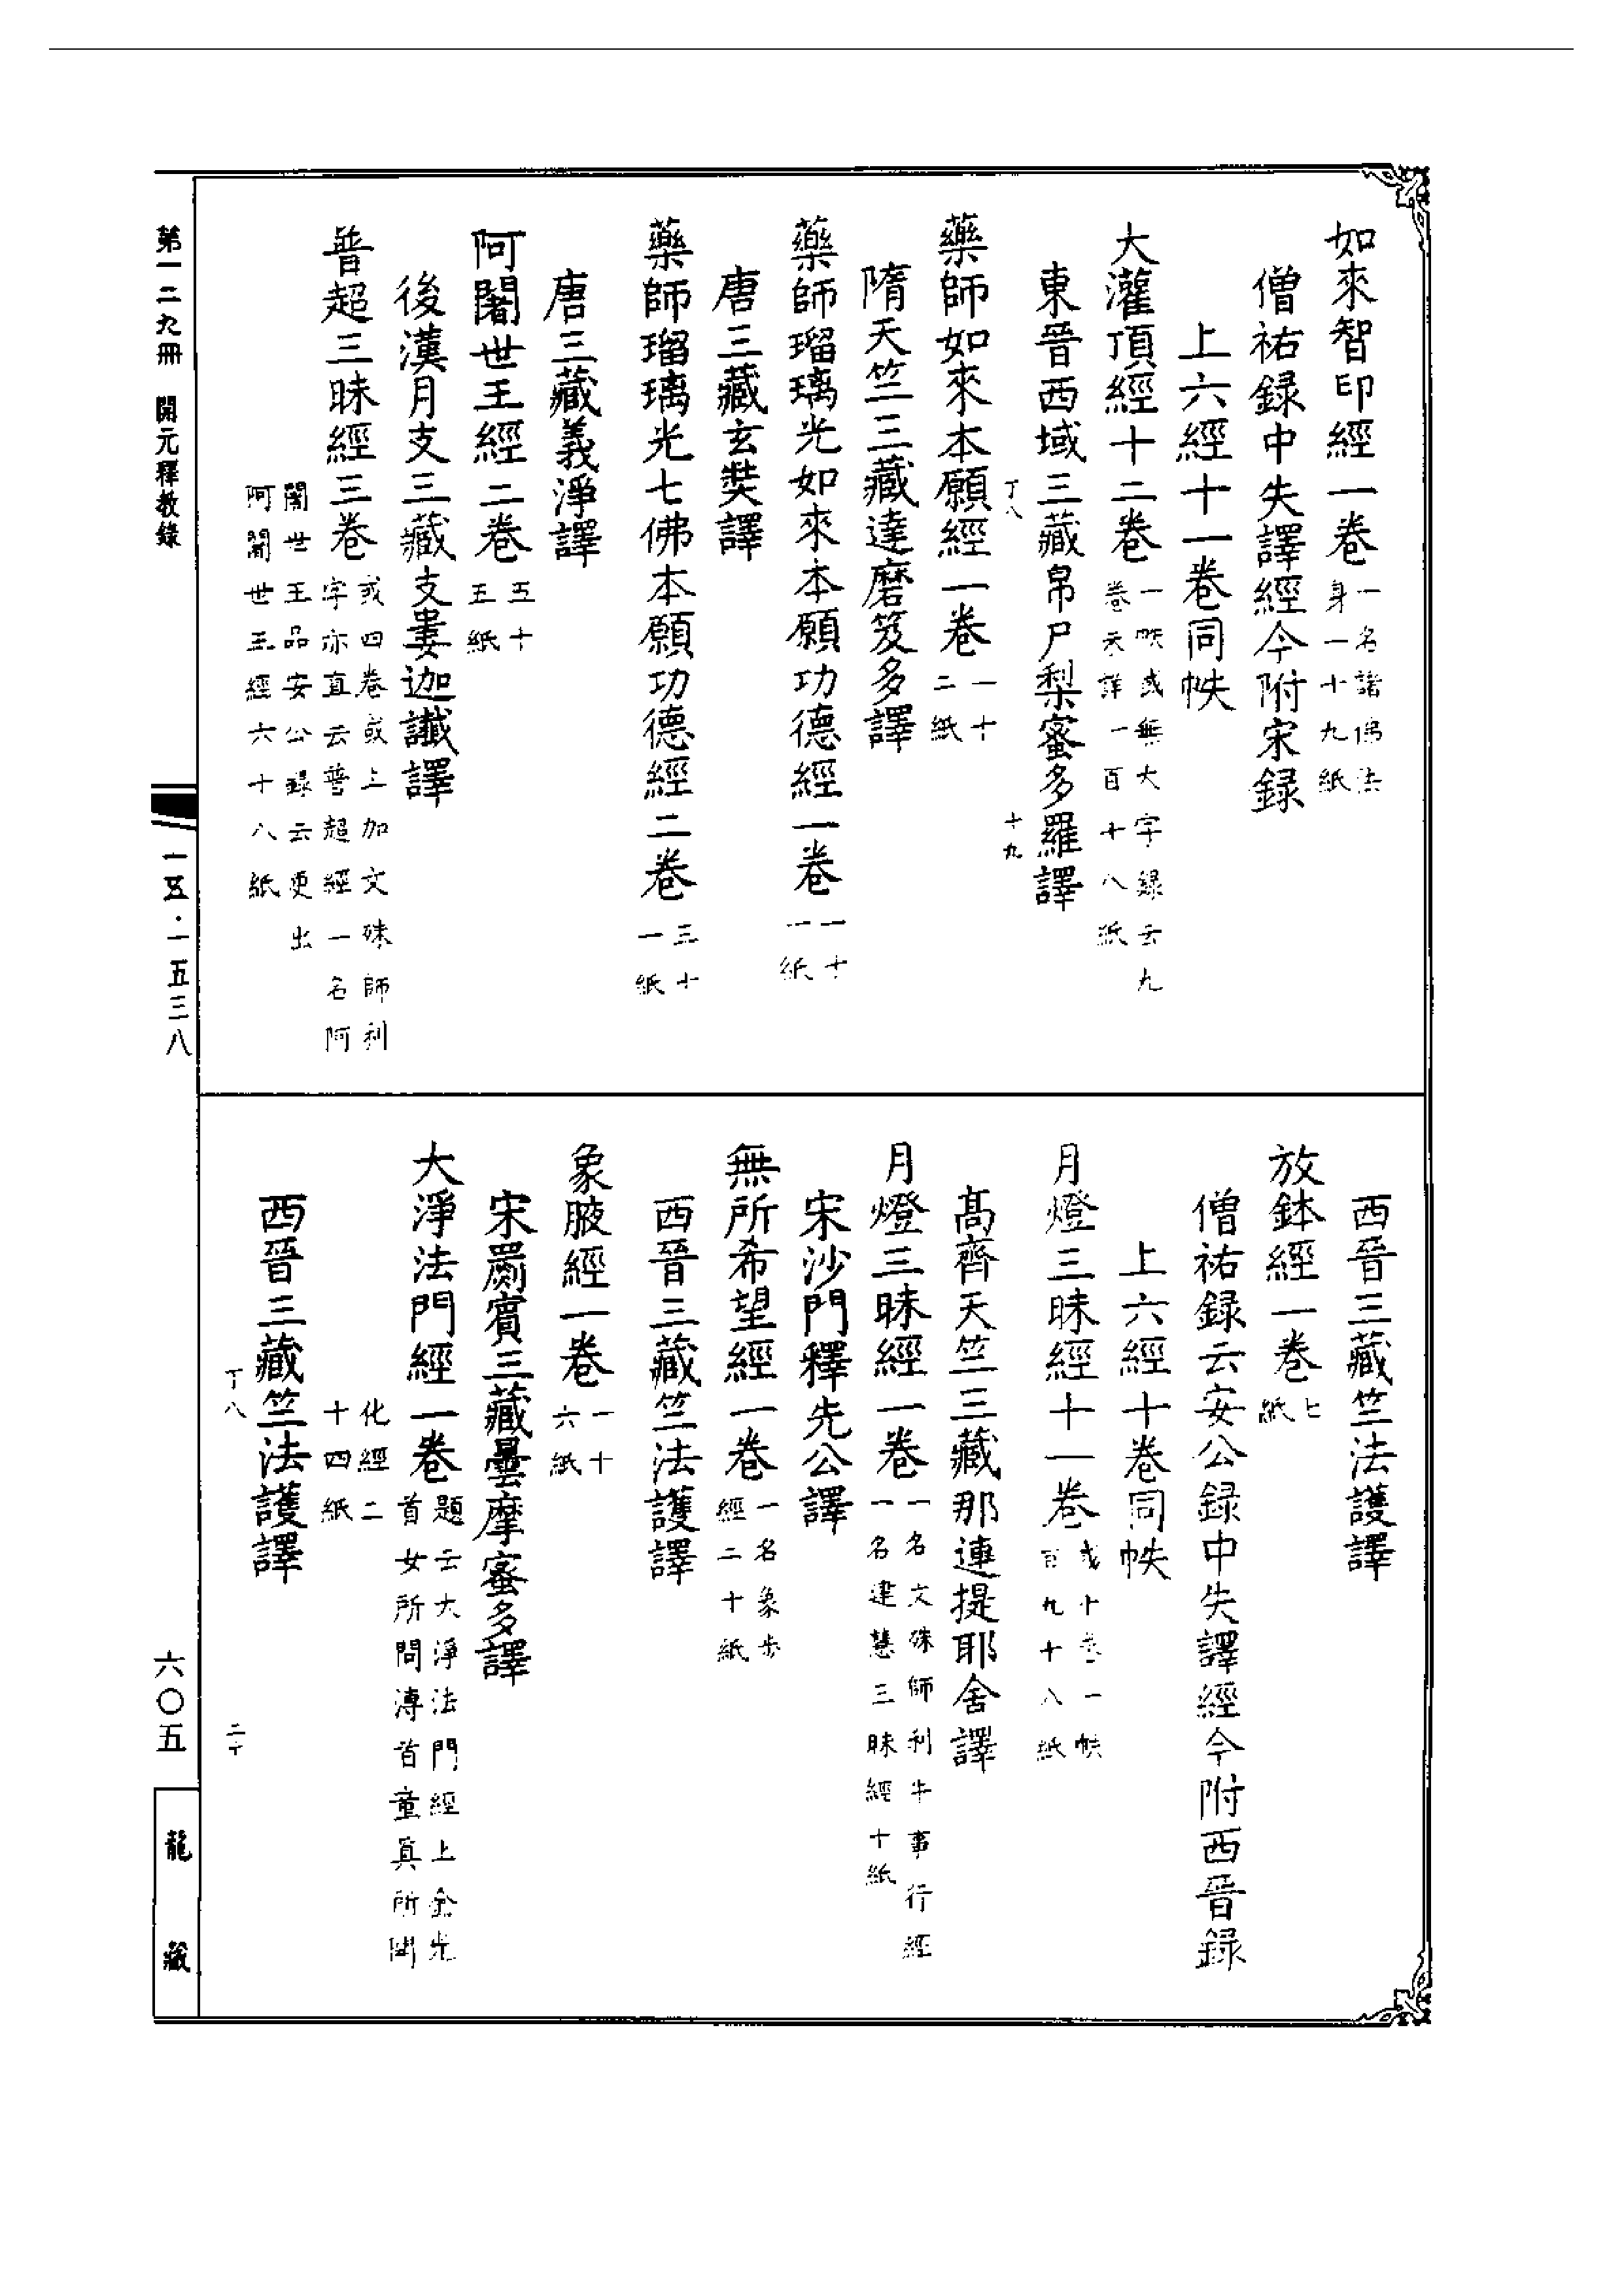 如來智印經一卷
一名諸佛法
身一十九紙
僧祐録中失譯經今附宋録
上六經十一卷同帙
大灌頂經十二卷
一帙或無大字録云九
卷未詳一百十八紙
東晉西域三藏帛尸梨蜜多羅譯
丁八
十九
藥師如來本願經一卷
一十
二紙
隋天竺三藏達磨笈多譯
藥師瑠璃光如來本願功德經一卷
一十
一紙
唐三藏玄奘譯
藥師瑠璃光七佛本願功德經二卷
三十
一紙
唐三藏義淨譯
阿闍世王經二卷
五十
五紙
後漢月支三藏支婁迦讖譯
普超三昧經三卷
或四卷或上加文殊師利
字亦直云普超經一名阿
闍世王品安公録云更出
阿闍世王經六十八紙
西晉三藏竺法護譯
放鉢經一卷
七
紙
僧祐録云安公録中失譯經今附西晉録
上六經十卷同帙
月燈三昧經十一卷
或十卷一帙
百九十八紙
高齊天竺三藏那連提耶舍譯
月燈三昧經一卷
一名文殊師利十事行經
一名建慧三昧經十紙
宋沙門釋先公譯
無所希望經一卷
一名象步
經二十紙
西晉三藏竺法護譯
象腋經一卷
一十
六紙
宋罽賓三藏曇摩蜜多譯
大淨法門經一卷
題云大淨法門經上金光
首女所問溥首童真所開
化經二
十四紙
西晉三藏竺法護譯
丁八
二十
第一二九冊 開元釋教錄
一五・一五三八
六〇五
龍藏